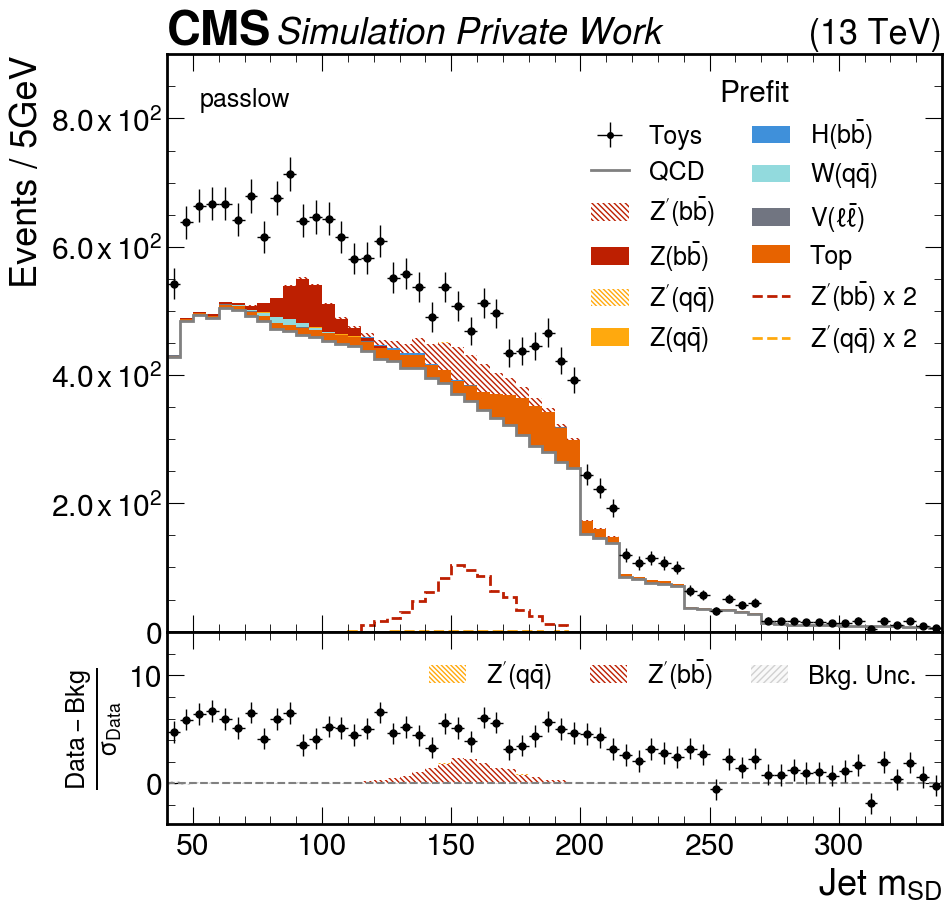 CMS Simulation Private Work (13 TeV)
Events / 5GeV
passlow
Prefit
Toys
QCD
Z′(bb̄)
Z(bb̄)
Z′(qq̄)
Z(qq̄)
H(bb̄)
W(qq̄)
V(ℓℓ̄)
Top
Z′(bb̄) x 2
Z′(qq̄) x 2
8.0 x 10²
6.0 x 10²
4.0 x 10²
2.0 x 10²
0
Data – Bkg
σData
Z′(qq̄) Z′(bb̄) Bkg. Unc.
10
0
50 100 150 200 250 300
Jet mSD